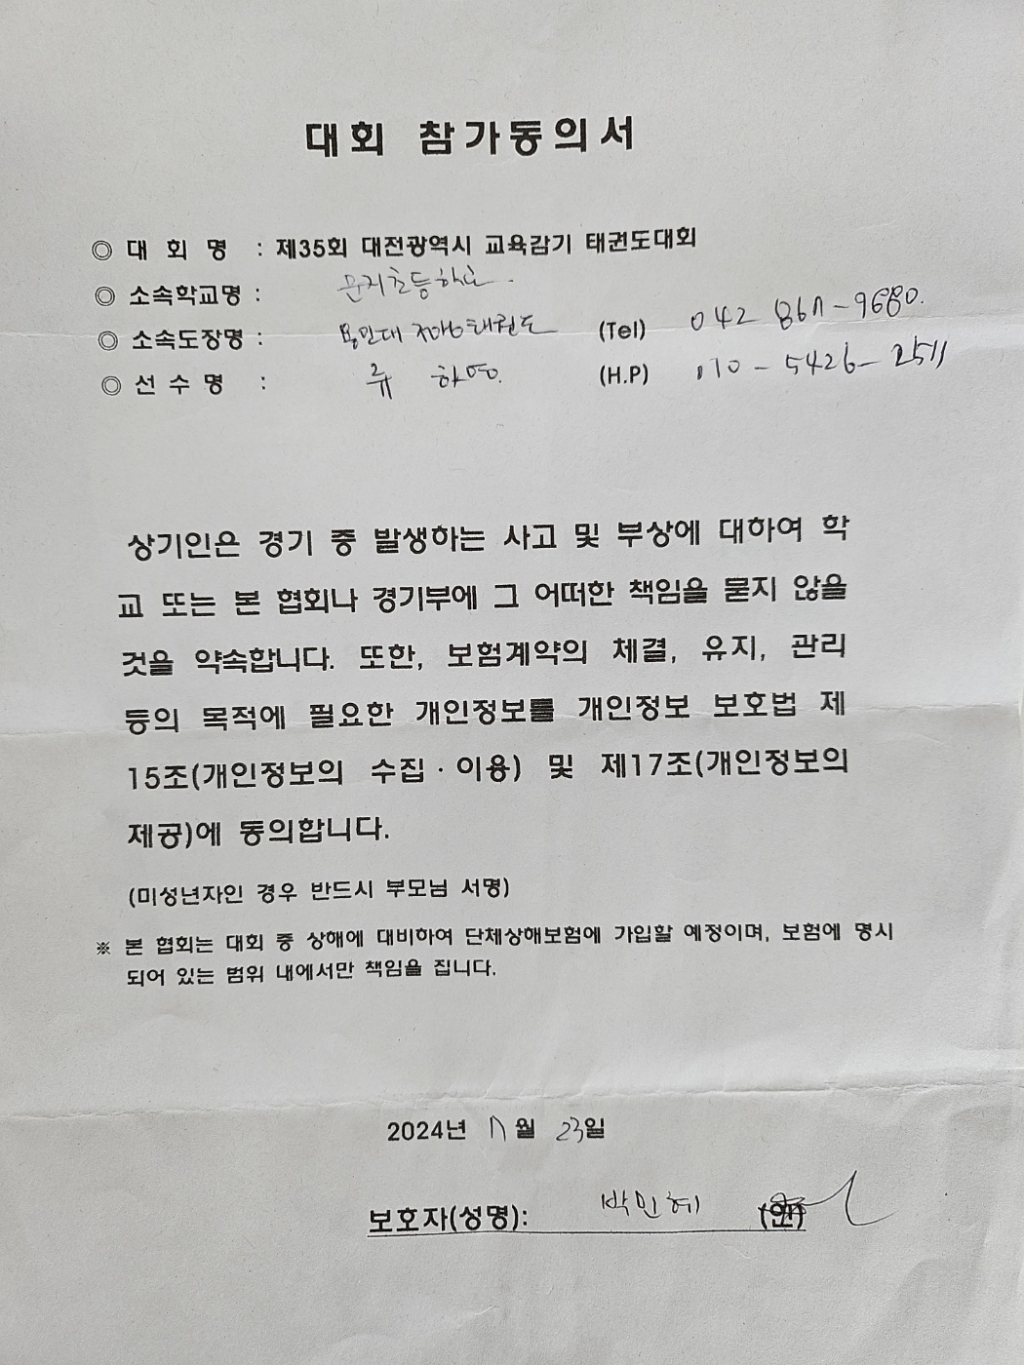 대회 참가동의서
◎ 대 회 명 : 제35회 대전광역시 교육감기 태권도대회
◎ 소속학교명 : 문지초등학교.
◎ 소속도장명 : 용인대 태권도 (Tel) 042 867-9680.
◎ 선 수 명 : 류 하영. (H.P) 010-5426-2511
상기인은 경기 중 발생하는 사고 및 부상에 대하여 학
교 또는 본 협회나 경기부에 그 어떠한 책임을 묻지 않을
것을 약속합니다. 또한, 보험계약의 체결, 유지, 관리
등의 목적에 필요한 개인정보를 개인정보 보호법 제
15조(개인정보의 수집·이용) 및 제17조(개인정보의
제공)에 동의합니다.
(미성년자인 경우 반드시 부모님 서명)
※ 본 협회는 대회 중 상해에 대비하여 단체상해보험에 가입할 예정이며, 보험에 명시
되어 있는 범위 내에서만 책임을 집니다.
2024년 7월 23일
보호자(성명): 박민혜 (인)